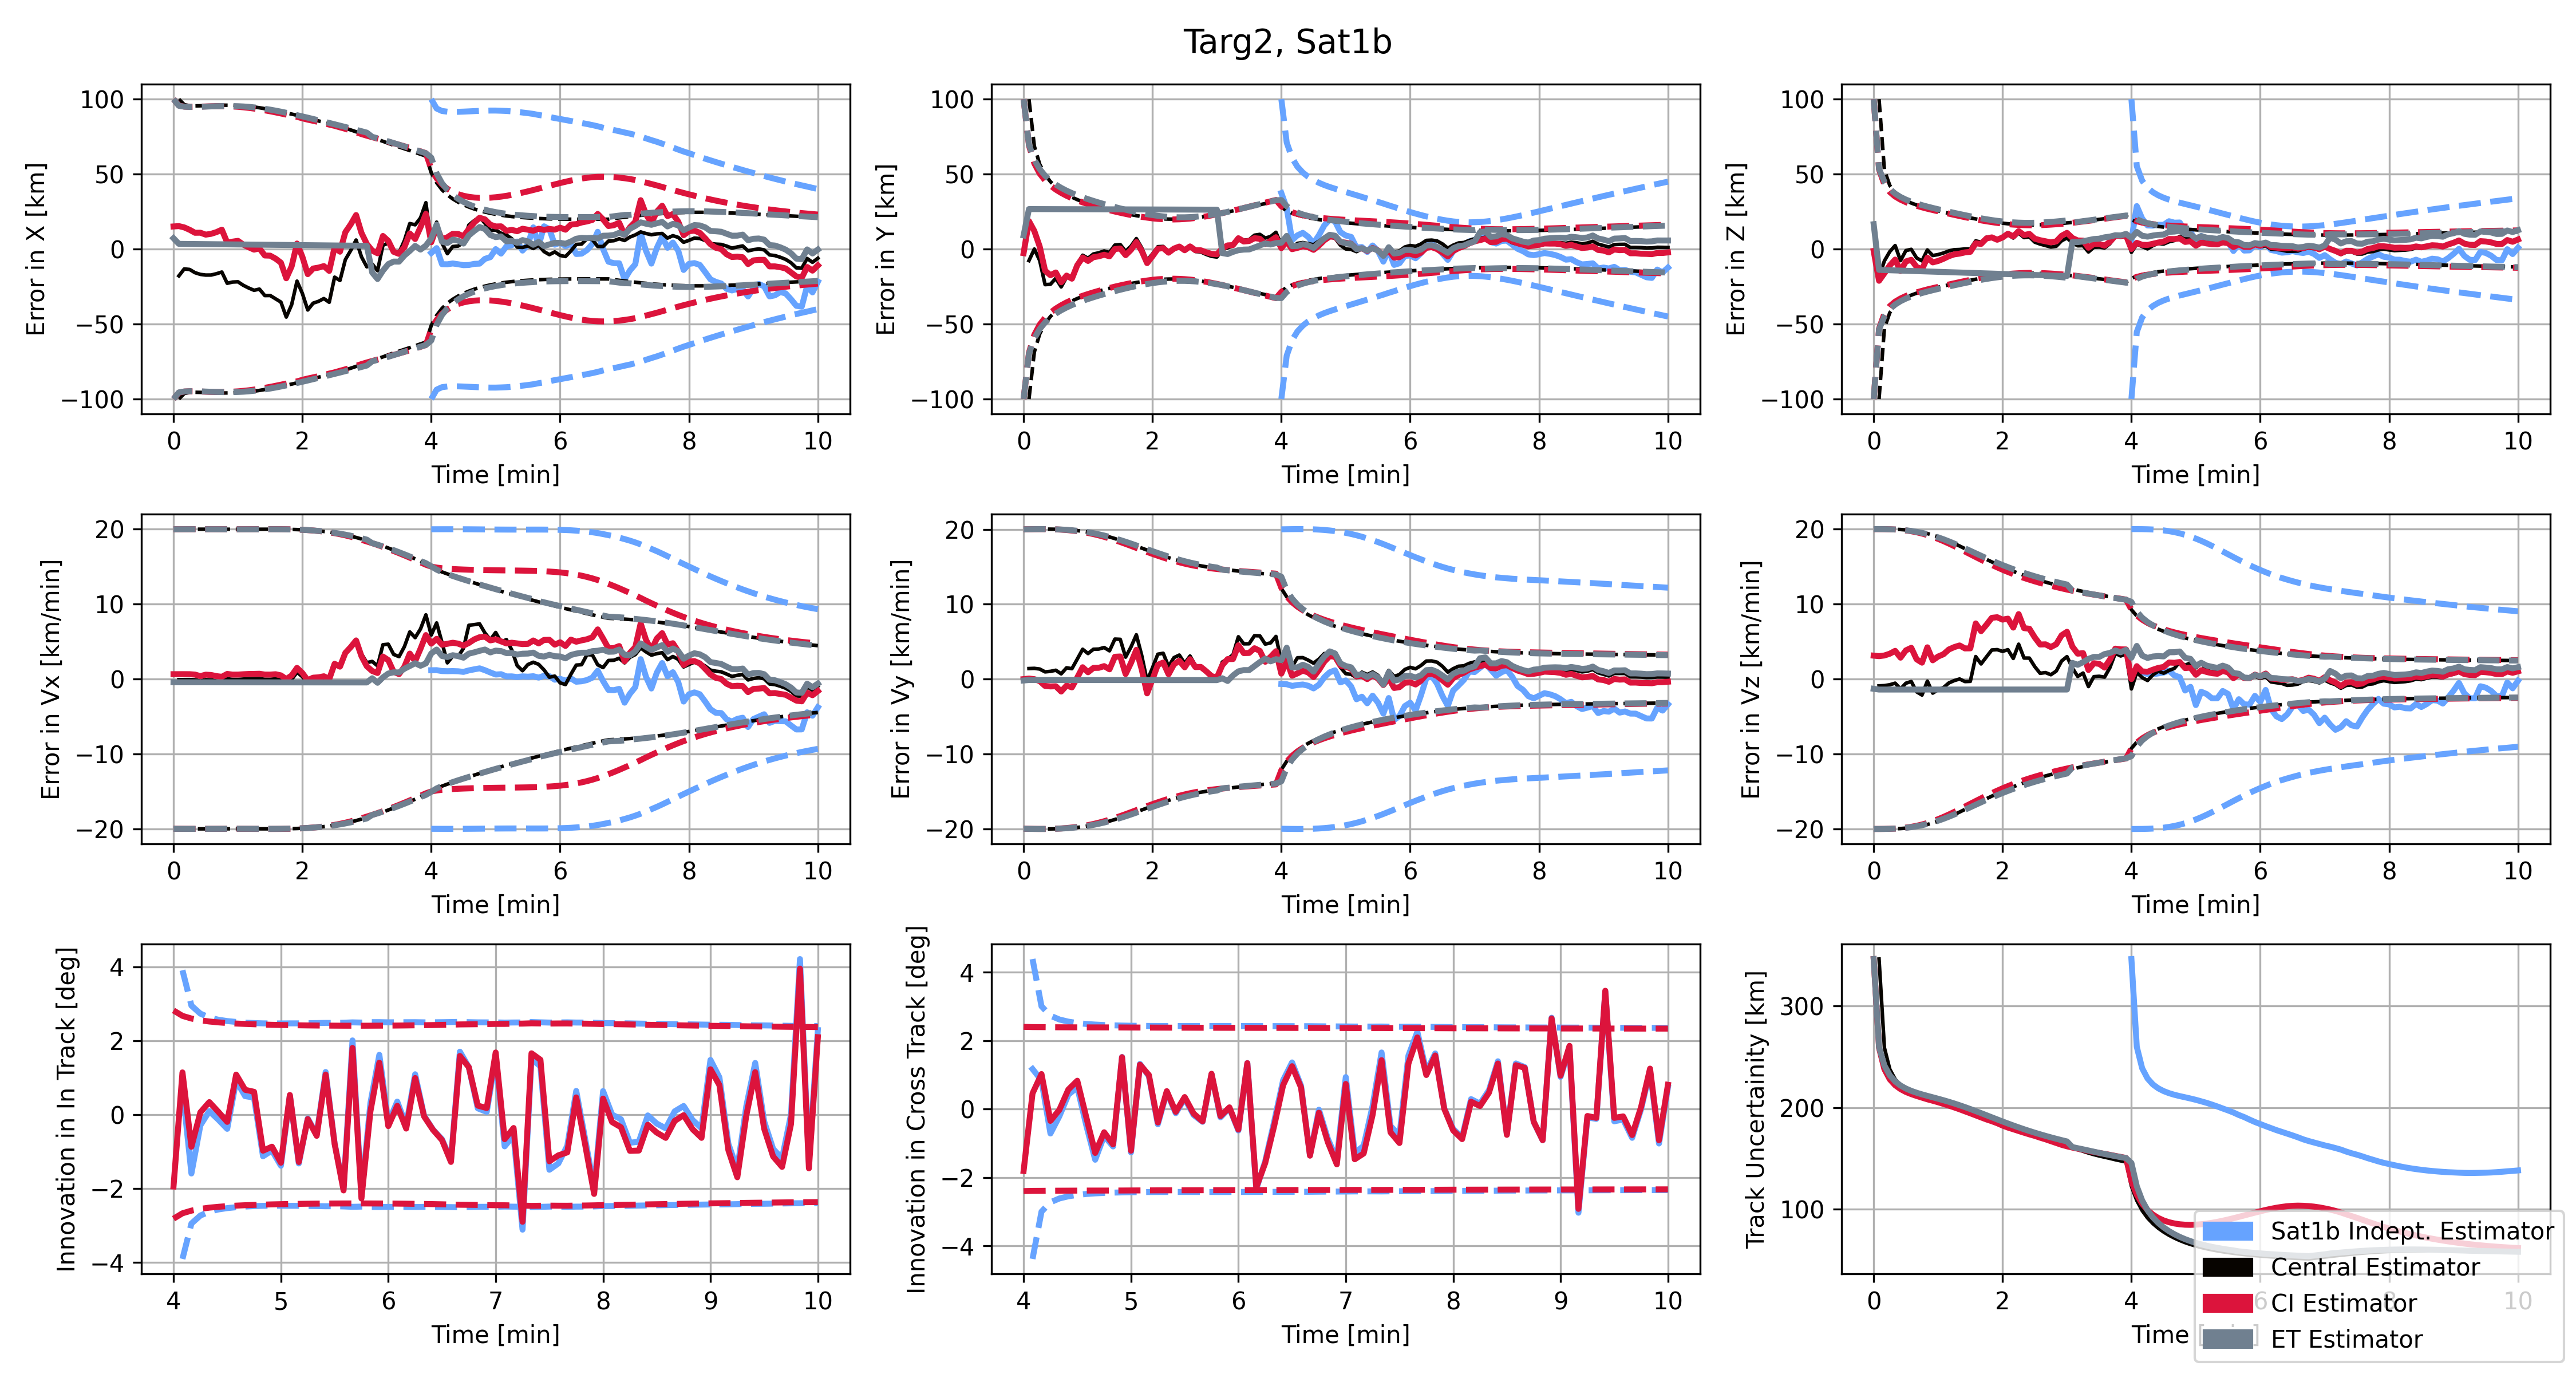 Targ2, Sat1b
Error in X [km]
100
50
0
−50
−100
0 2 4 6 8 10
Time [min]
Error in Y [km]
100
50
0
−50
−100
0 2 4 6 8 10
Time [min]
Error in Z [km]
100
50
0
−50
−100
0 2 4 6 8 10
Time [min]
Error in Vx [km/min]
20
10
0
−10
−20
0 2 4 6 8 10
Time [min]
Error in Vy [km/min]
20
10
0
−10
−20
0 2 4 6 8 10
Time [min]
Error in Vz [km/min]
20
10
0
−10
−20
0 2 4 6 8 10
Time [min]
Innovation in In Track [deg]
4
2
0
−2
−4
4 5 6 7 8 9 10
Time [min]
Innovation in Cross Track [deg]
4
2
0
−2
−4
4 5 6 7 8 9 10
Time [min]
Track Uncertainity [km]
300
200
100
0 2 4 6 8 10
Time
Sat1b Indept. Estimator
Central Estimator
CI Estimator
ET Estimator